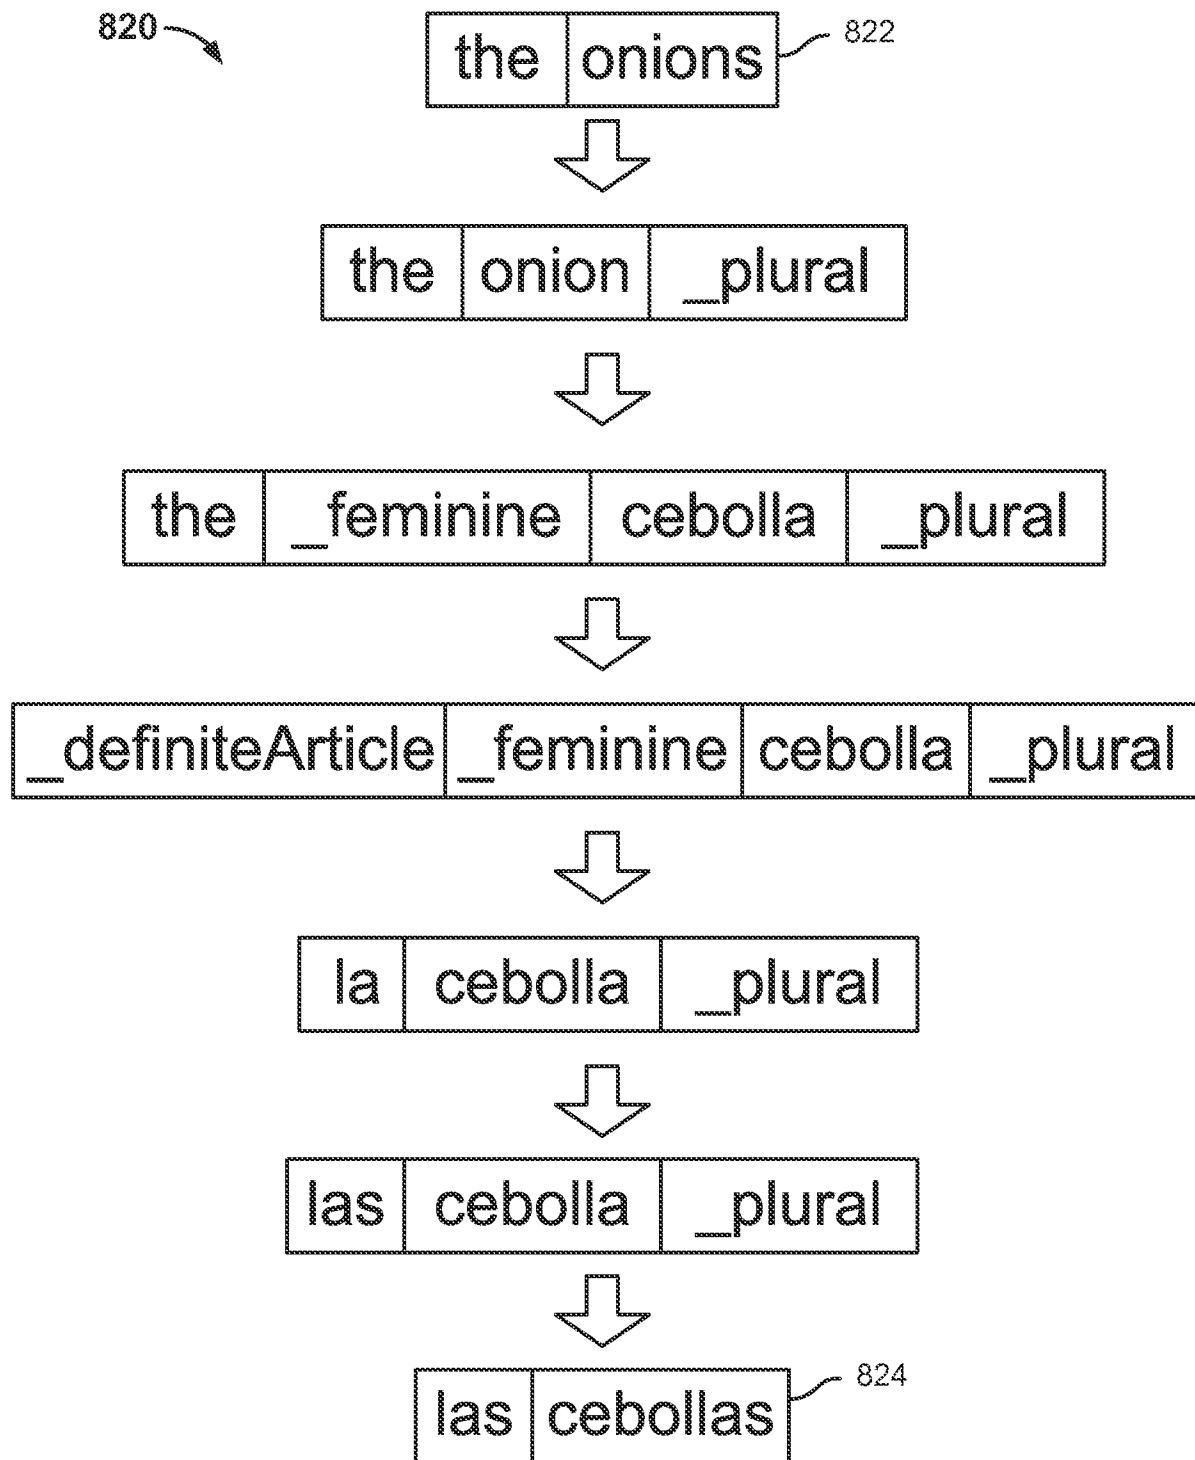 820
the onions 822
the onion _plural
the _feminine cebolla _plural
_definiteArticle _feminine cebolla _plural
la cebolla _plural
las cebolla _plural
las cebollas 824